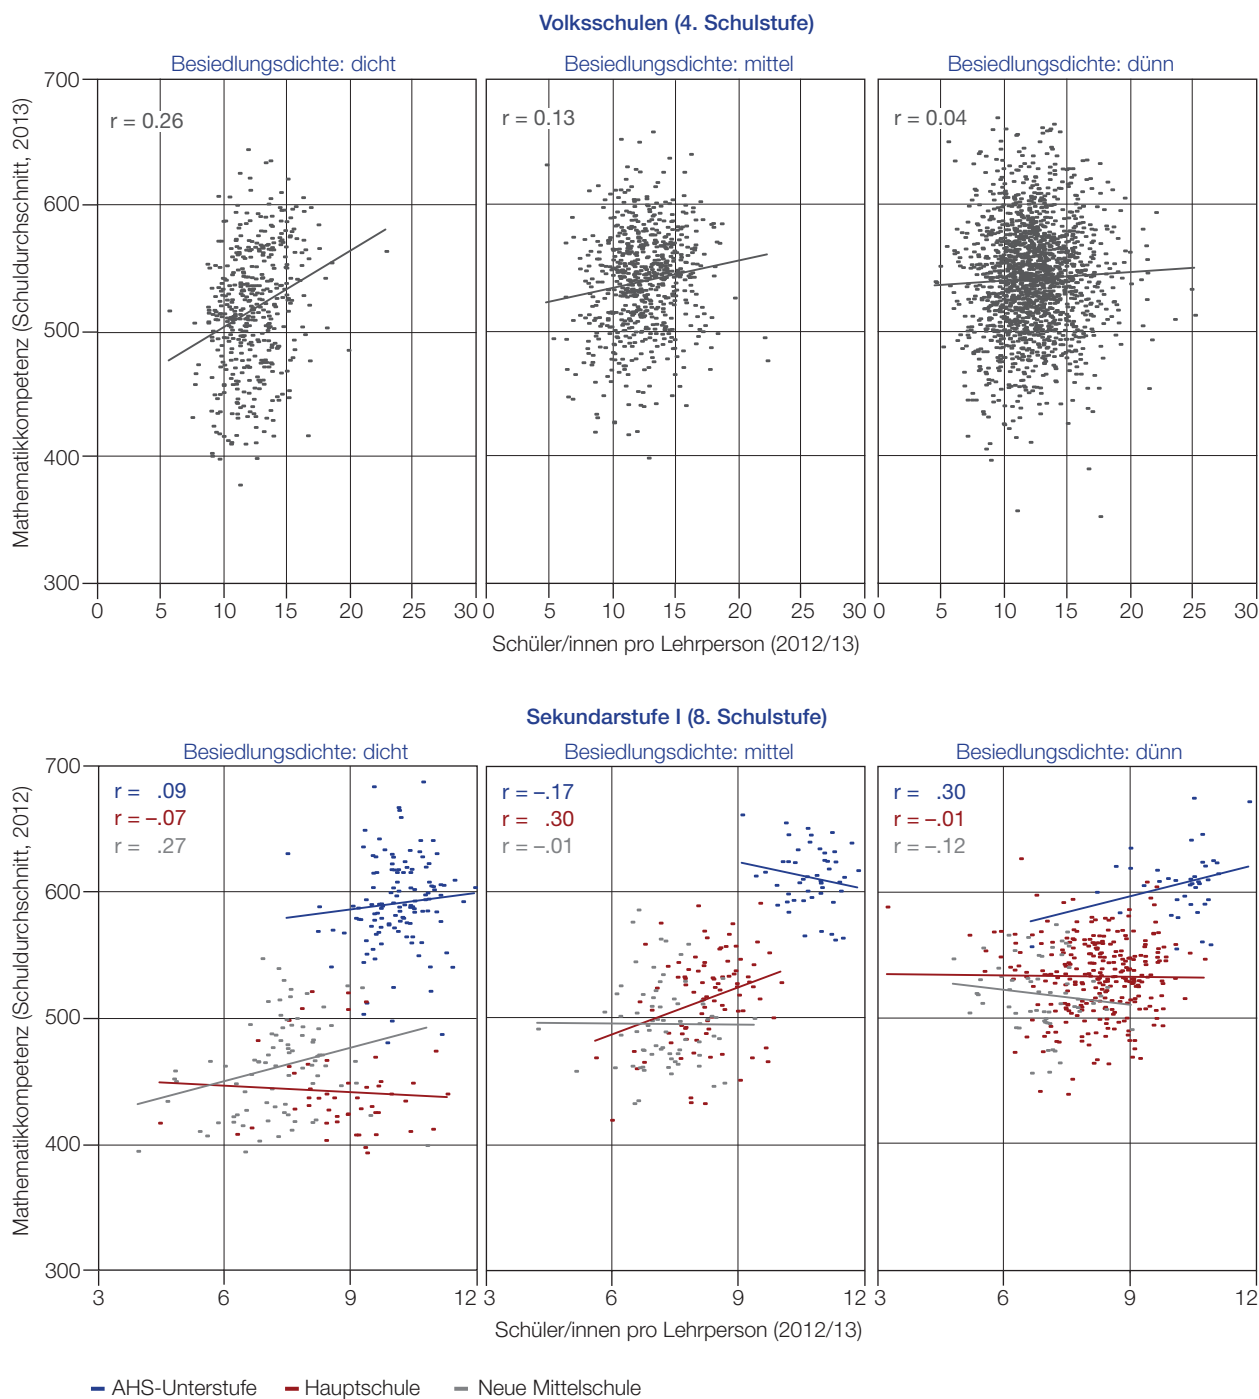 Volksschulen (4. Schulstufe)
Besiedlungsdichte: dicht
Besiedlungsdichte: mittel
Besiedlungsdichte: dünn
Mathematikkompetenz (Schuldurchschnitt, 2013)
700
600
500
400
300
r = 0.26
r = 0.13
r = 0.04
0 5 10 15 20 30
0 5 10 15 20 30
0 5 10 15 20 25 30
Schüler/innen pro Lehrperson (2012/13)
Sekundarstufe I (8. Schulstufe)
Besiedlungsdichte: dicht
Besiedlungsdichte: mittel
Besiedlungsdichte: dünn
Mathematikkompetenz (Schuldurchschnitt, 2012)
700
600
500
400
300
r = .09
r = –.07
r = .27
r = –.17
r = .30
r = –.01
r = .30
r = –.01
r = –.12
3 6 9 12
3 6 9 12
3 6 9 12
Schüler/innen pro Lehrperson (2012/13)
AHS-Unterstufe Hauptschule Neue Mittelschule